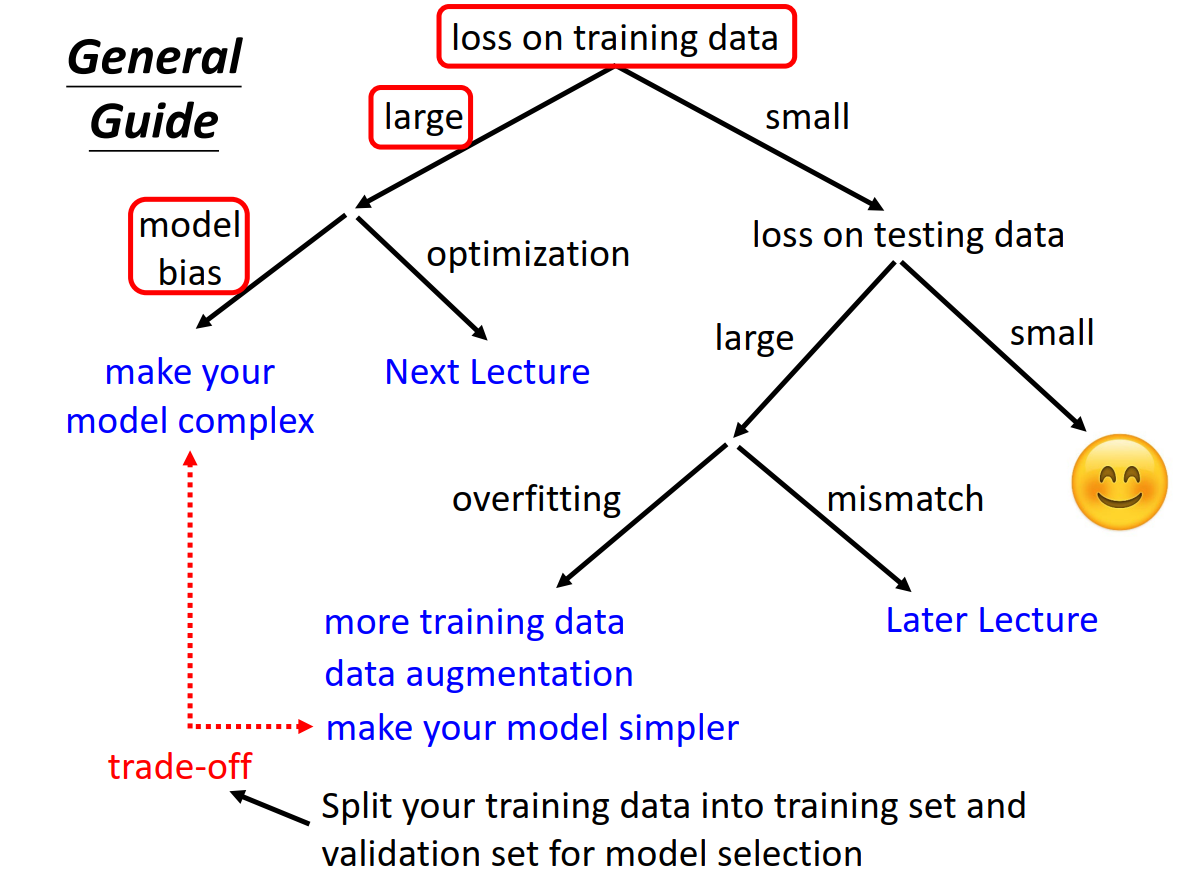 General
Guide
loss on training data
large
small
model
bias
optimization
loss on testing data
make your
model complex
Next Lecture
large
small
overfitting
mismatch
more training data
data augmentation
make your model simpler
Later Lecture
trade-off
Split your training data into training set and
validation set for model selection